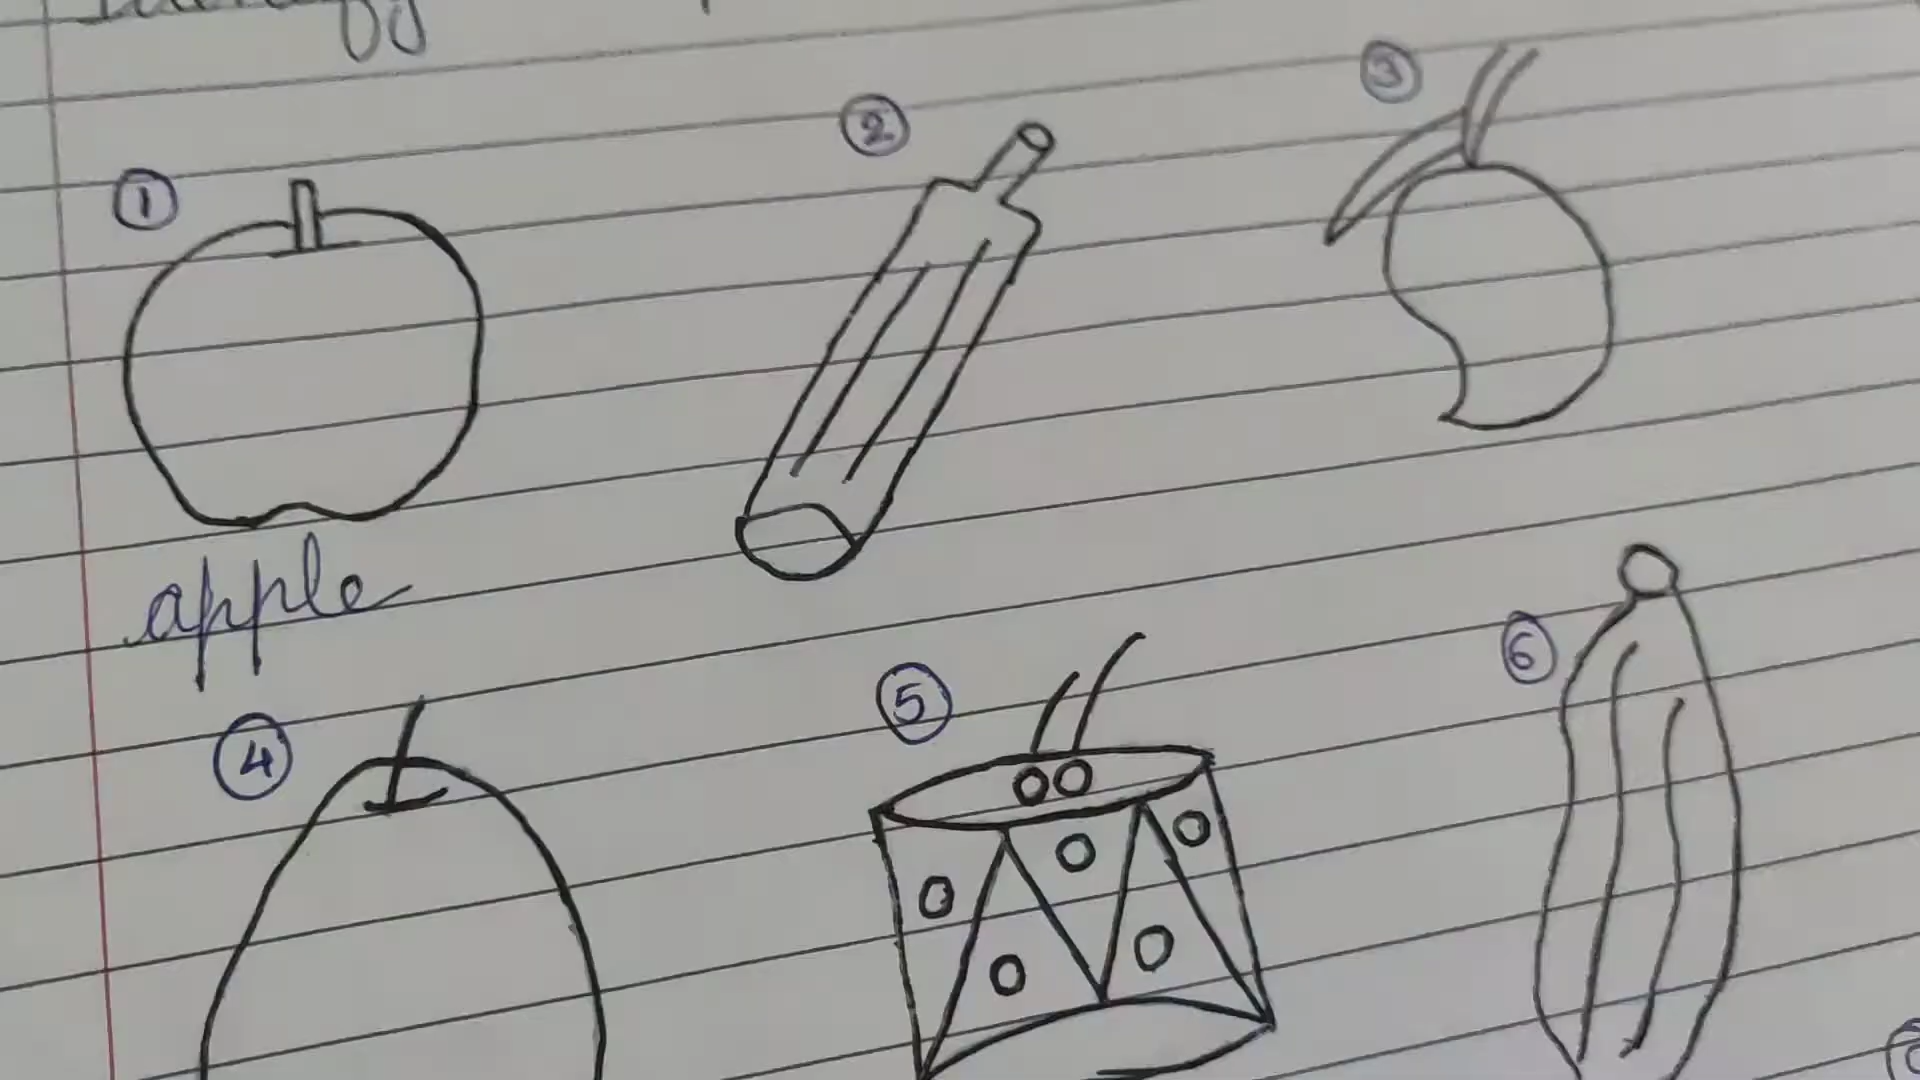 ① ② ③
apple
④ ⑤ ⑥